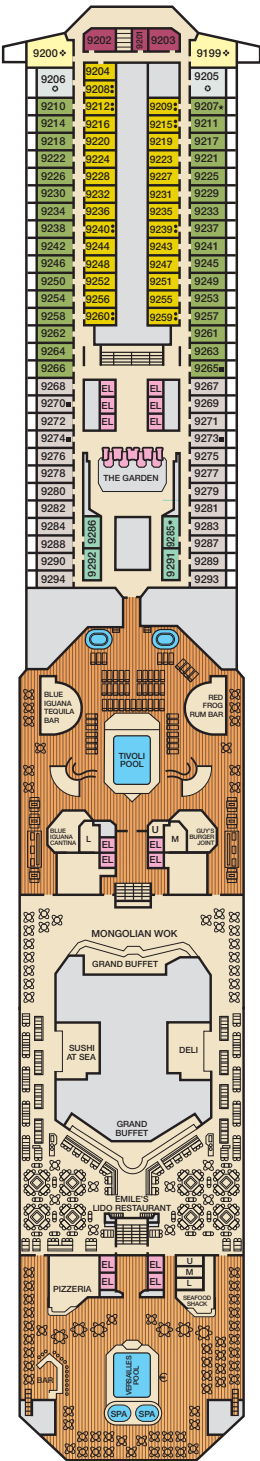 9202 9201 9203
9200 9199
9204
9206 9205
9208
9210 9212 9209 9207
9214 9216 9215 9211
9218 9220 9219 9217
9222 9224 9223 9221
9226 9228 9227 9225
9230 9232 9231 9229
9234 9236 9235 9233
9238 9240 9239 9237
9242 9244 9243 9241
9246 9248 9247 9245
9250 9252 9251 9249
9254 9256 9255 9253
9258 9260 9259 9257
9262 9261
9264 9263
9266 9265
9268 EL EL 9267
9270 EL EL 9269
9272 EL EL 9271
9274 9273
9276 9275
9278 THE GARDEN 9277
9280 9279
9282 9281
9284 9286 9285 9283
9288 9287
9290 9292 9291 9289
9294 9293
BLUE
IGUANA
TEQUILA
BAR
RED
FROG
RUM BAR
TIVOLI
POOL
BLUE
IGUANA
CANTINA
L
U
M
GUY'S
BURGER
JOINT
EL EL
EL EL
MONGOLIAN WOK
GRAND BUFFET
SUSHI
AT SEA
DELI
GRAND
BUFFET
EMILE'S
LIDO RESTAURANT
PIZZERIA
EL EL
EL EL
U
M
L
SEAFOOD
SHACK
BAR
VERSAILLES
POOL
SPA SPA